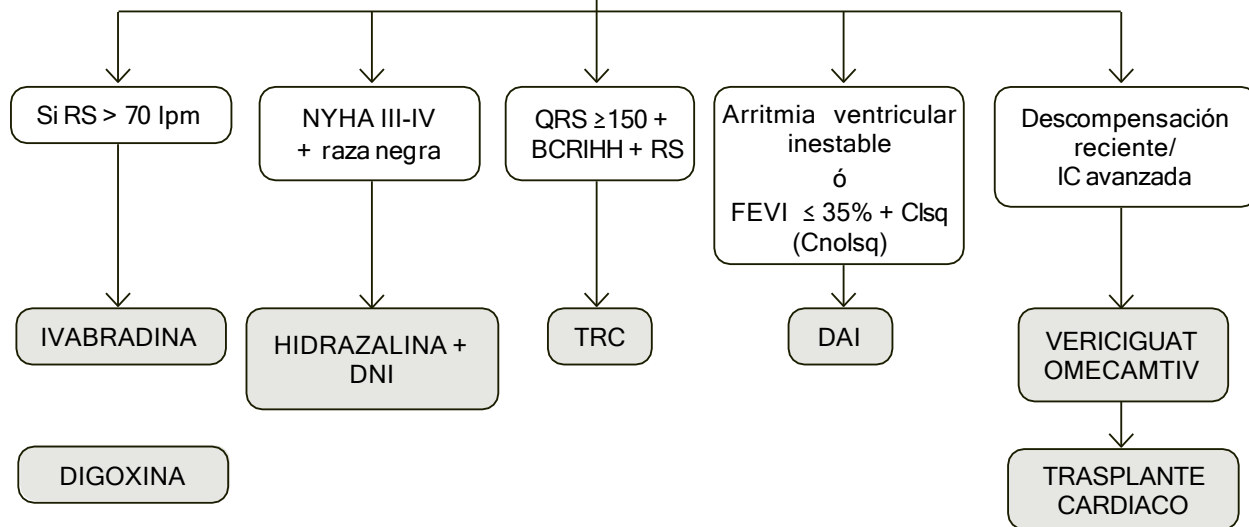 Si RS > 70 lpm
NYHA III-IV
+ raza negra
QRS ≥150 +
BCRIHH + RS
Arritmia ventricular
inestable
ó
FEVI ≤ 35% + CIsq
(CnoIsq)
Descompensación
reciente/
IC avanzada
IVABRADINA
HIDRAZALINA +
DNI
TRC
DAI
VERICIGUAT
OMECAMTIV
DIGOXINA
TRASPLANTE
CARDIACO